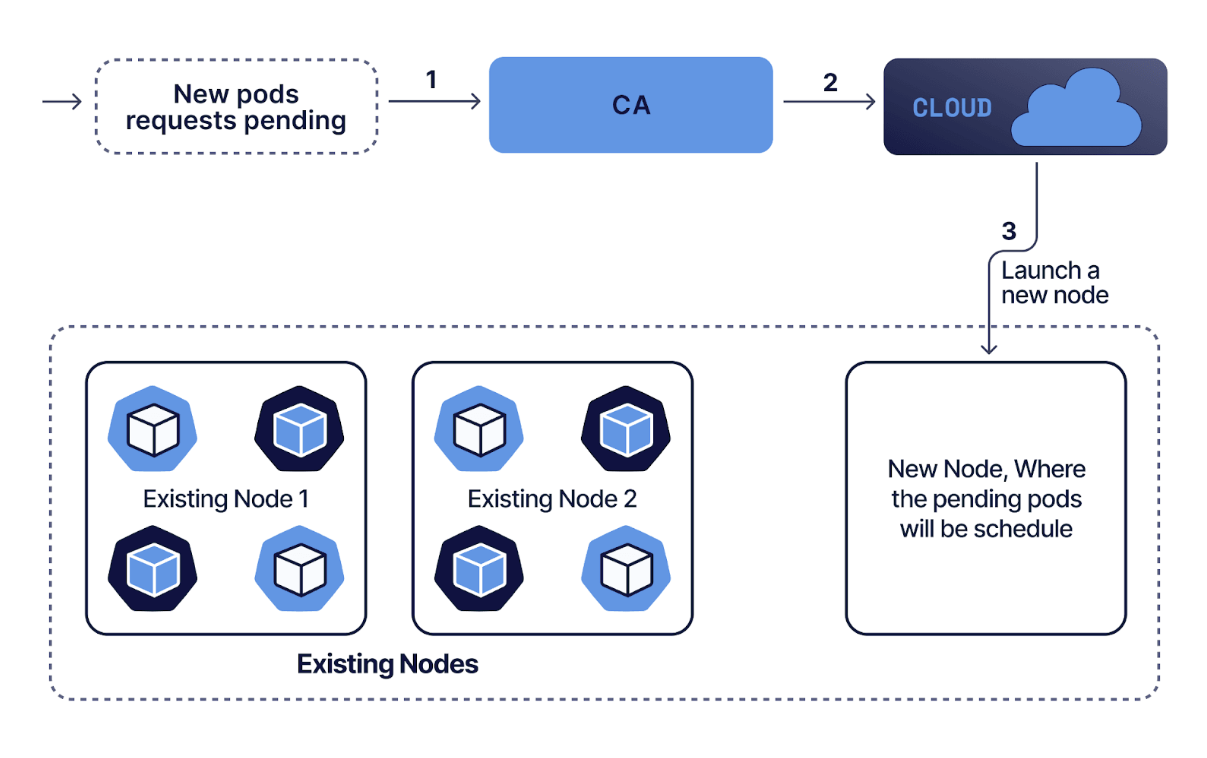 New pods
requests pending
1
CA
2
CLOUD
3
Launch a
new node
Existing Node 1
Existing Node 2
New Node, Where
the pending pods
will be schedule
Existing Nodes